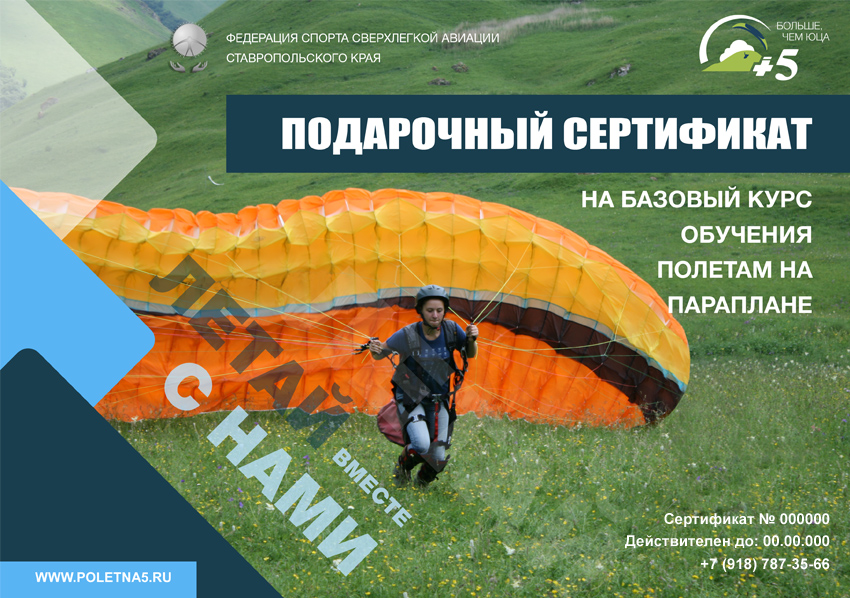 ФЕДЕРАЦИЯ СПОРТА СВЕРХЛЕГКОЙ АВИАЦИИ
СТАВРОПОЛЬСКОГО КРАЯ
БОЛЬШЕ,
ЧЕМ ЮЦА
+5
ПОДАРОЧНЫЙ СЕРТИФИКАТ
НА БАЗОВЫЙ КУРС
ОБУЧЕНИЯ
ПОЛЕТАМ НА
ПАРАПЛАНЕ
ЛЕТАЙ
ВМЕСТЕ
С НАМИ
Сертификат № 000000
Действителен до: 00.00.000
+7 (918) 787-35-66
WWW.POLETNA5.RU